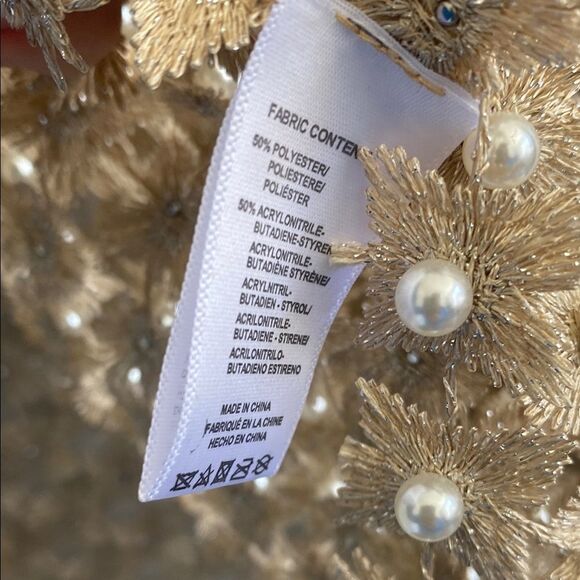 FABRIC CONTEN
50% POLYESTER/
POLIESTERE/
POLIÉSTER
50% ACRYLONITRILE-
BUTADIENE-STYREN
ACRYLONITRILE-
BUTADIÈNE STYRÈNE/
ACRYLNITRIL-
BUTADIEN - STYROL/
ACRILONITRILE-
BUTADIENE - STIRENE/
ACRILONITRILO-
BUTADIENO ESTIRENO
MADE IN CHINA
FABRIQUÉ EN LA CHINE
HECHO EN CHINA